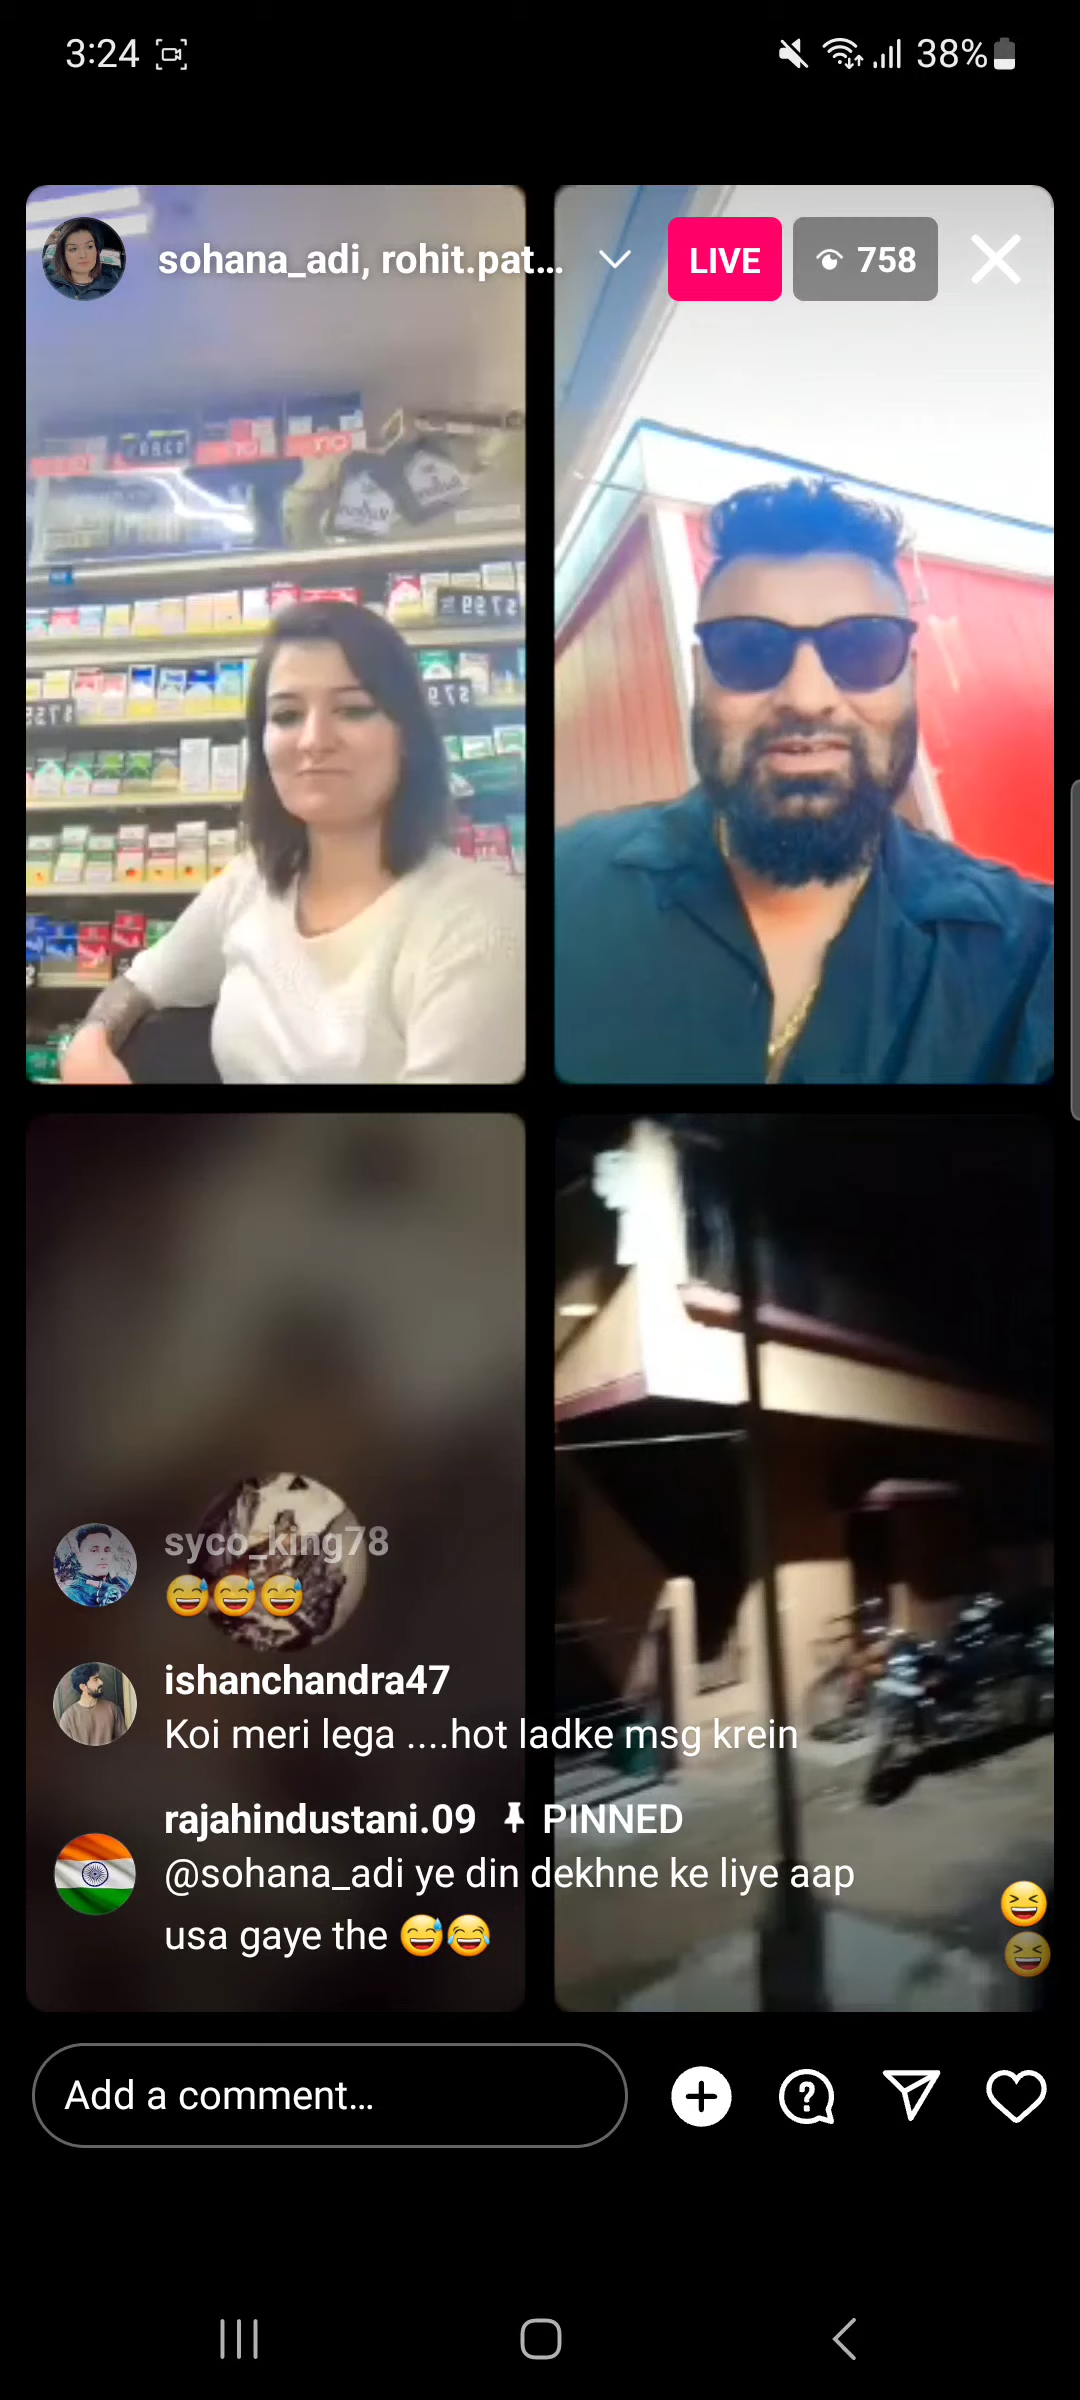 3:24
38%
sohana_adi, rohit.pat...
LIVE
758
syco_king78
😅😅😅
ishanchandra47
Koi meri lega ....hot ladke msg krein
rajahindustani.09 PINNED
@sohana_adi ye din dekhne ke liye aap
usa gaye the 😅😂
Add a comment...